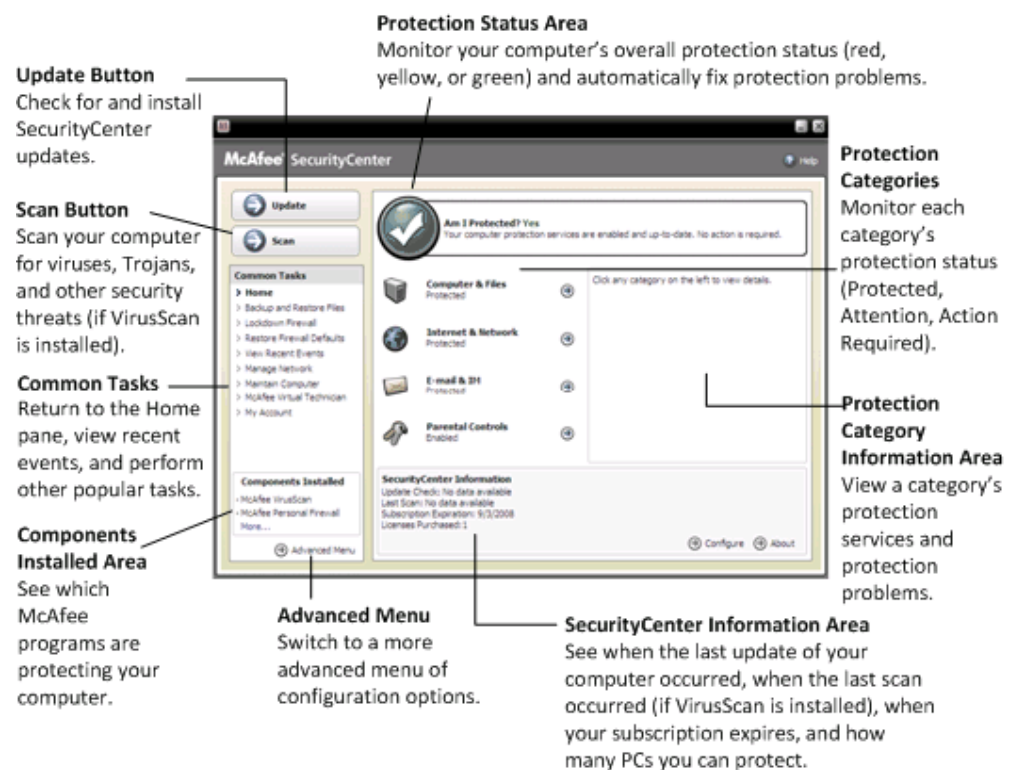 Protection Status Area
Monitor your computer's overall protection status (red,
yellow, or green) and automatically fix protection problems.
Update Button
Check for and install
SecurityCenter
updates.
Scan Button
Scan your computer
for viruses, Trojans,
and other security
threats (if VirusScan
is installed).
Common Tasks
Return to the Home
pane, view recent
events, and perform
other popular tasks.
Components
Installed Area
See which
McAfee
programs are
protecting your
computer.
McAfee SecurityCenter
Help
Update
Scan
Common Tasks
> Home
> Backup and Restore Files
> Lockdown Firewall
> Restore Firewall Defaults
> View Recent Events
> Manage Network
> Maintain Computer
> McAfee Virtual Technician
> My Account
Components Installed
McAfee VirusScan
McAfee Personal Firewall
More...
Advanced Menu
Am I Protected? Yes
Your computer protection services are enabled and up-to-date. No action is required.
Computer & Files
Protected
Internet & Network
Protected
E-mail & IM
Protected
Parental Controls
Enabled
Click any category on the left to view details.
SecurityCenter Information
Update Check: No data available
Last Scan: No data available
Subscription Expiration: 9/3/2008
Licenses Purchased: 1
Configure
About
Protection
Categories
Monitor each
category's
protection status
(Protected,
Attention, Action
Required).
Protection
Category
Information Area
View a category's
protection
services and
protection
problems.
Advanced Menu
Switch to a more
advanced menu of
configuration options.
SecurityCenter Information Area
See when the last update of your
computer occurred, when the last scan
occurred (if VirusScan is installed), when
your subscription expires, and how
many PCs you can protect.